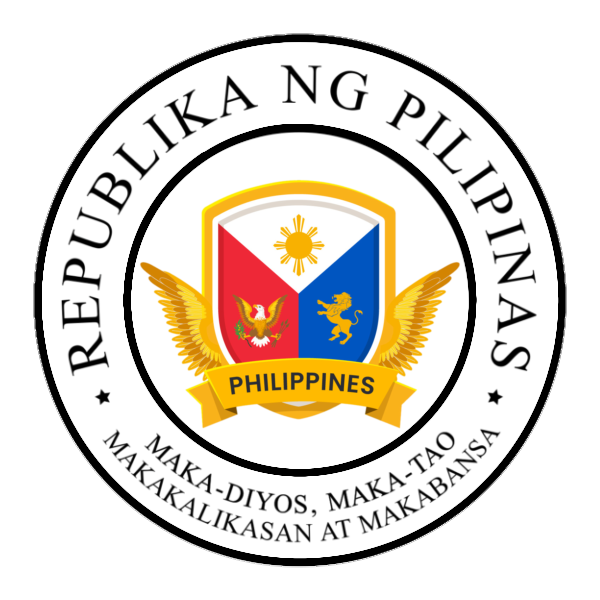 REPUBLIKA NG PILIPINAS
PHILIPPINES
MAKA-DIYOS, MAKA-TAO
MAKAKALIKASAN AT MAKABANSA